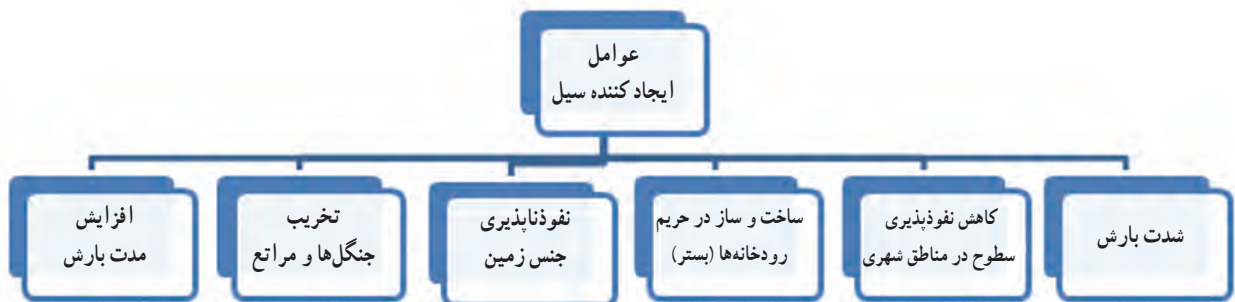 عوامل
ایجاد کننده سیل
شدت بارش
کاهش نفوذپذیری
سطوح در مناطق شهری
ساخت و ساز در حریم
رودخانه‌ها (بستر)
نفوذناپذیری
جنس زمین
تخریب
جنگل‌ها و مراتع
افزایش
مدت بارش